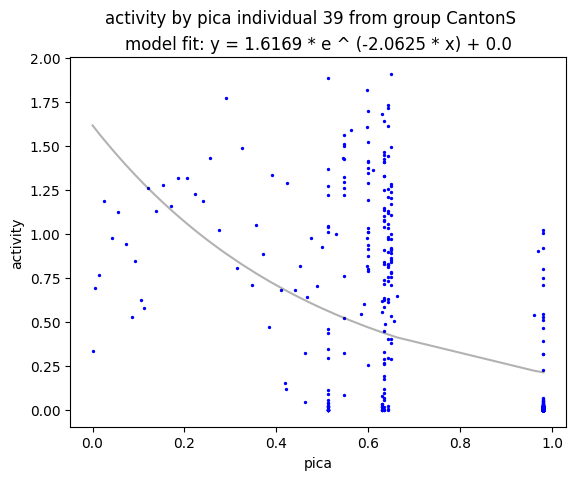 activity by pica individual 39 from group CantonS
model fit: y = 1.6169 * e ^ (-2.0625 * x) + 0.0
2.00
1.75
1.50
1.25
1.00
0.75
0.50
0.25
0.00
activity
0.0 0.2 0.4 0.6 0.8 1.0
pica